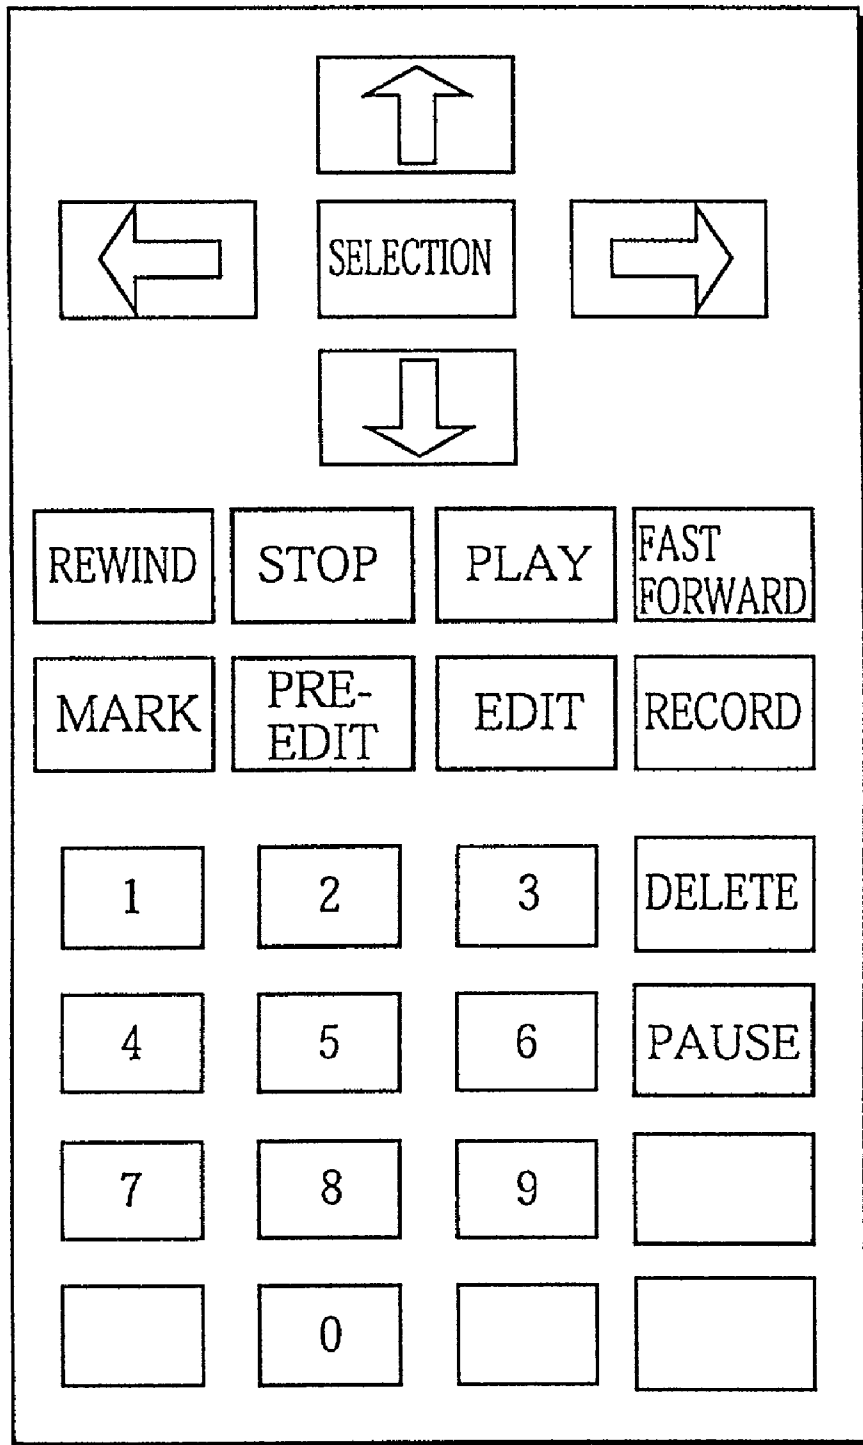 SELECTION
REWIND
STOP
PLAY
FAST
FORWARD
MARK
PRE-
EDIT
EDIT
RECORD
1
2
3
DELETE
4
5
6
PAUSE
7
8
9
0